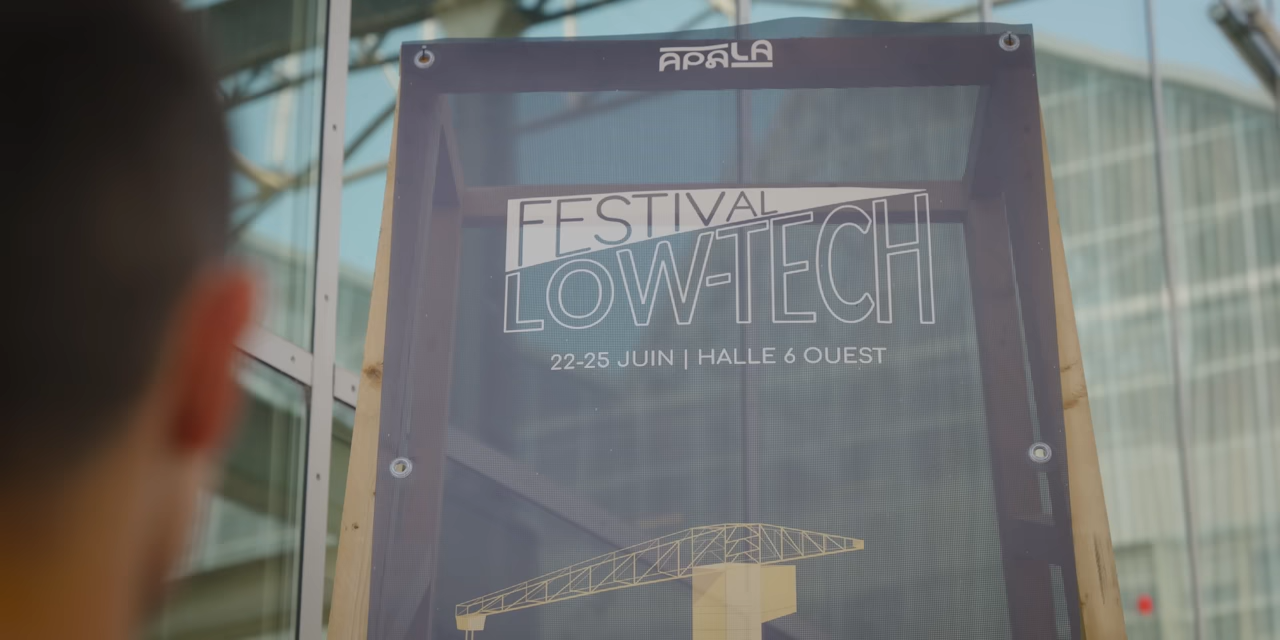 APALA
FESTIVAL
LOW-TECH
22-25 JUIN | HALLE 6 OUEST